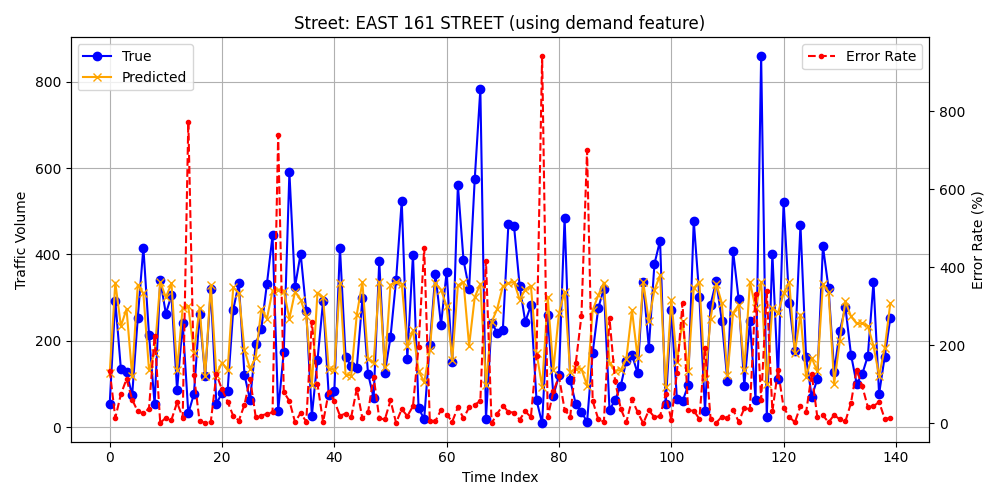 Street: EAST 161 STREET (using demand feature)
True
Predicted
Error Rate
Traffic Volume
800
600
400
200
0
Error Rate (%)
800
600
400
200
0
0 20 40 60 80 100 120 140
Time Index